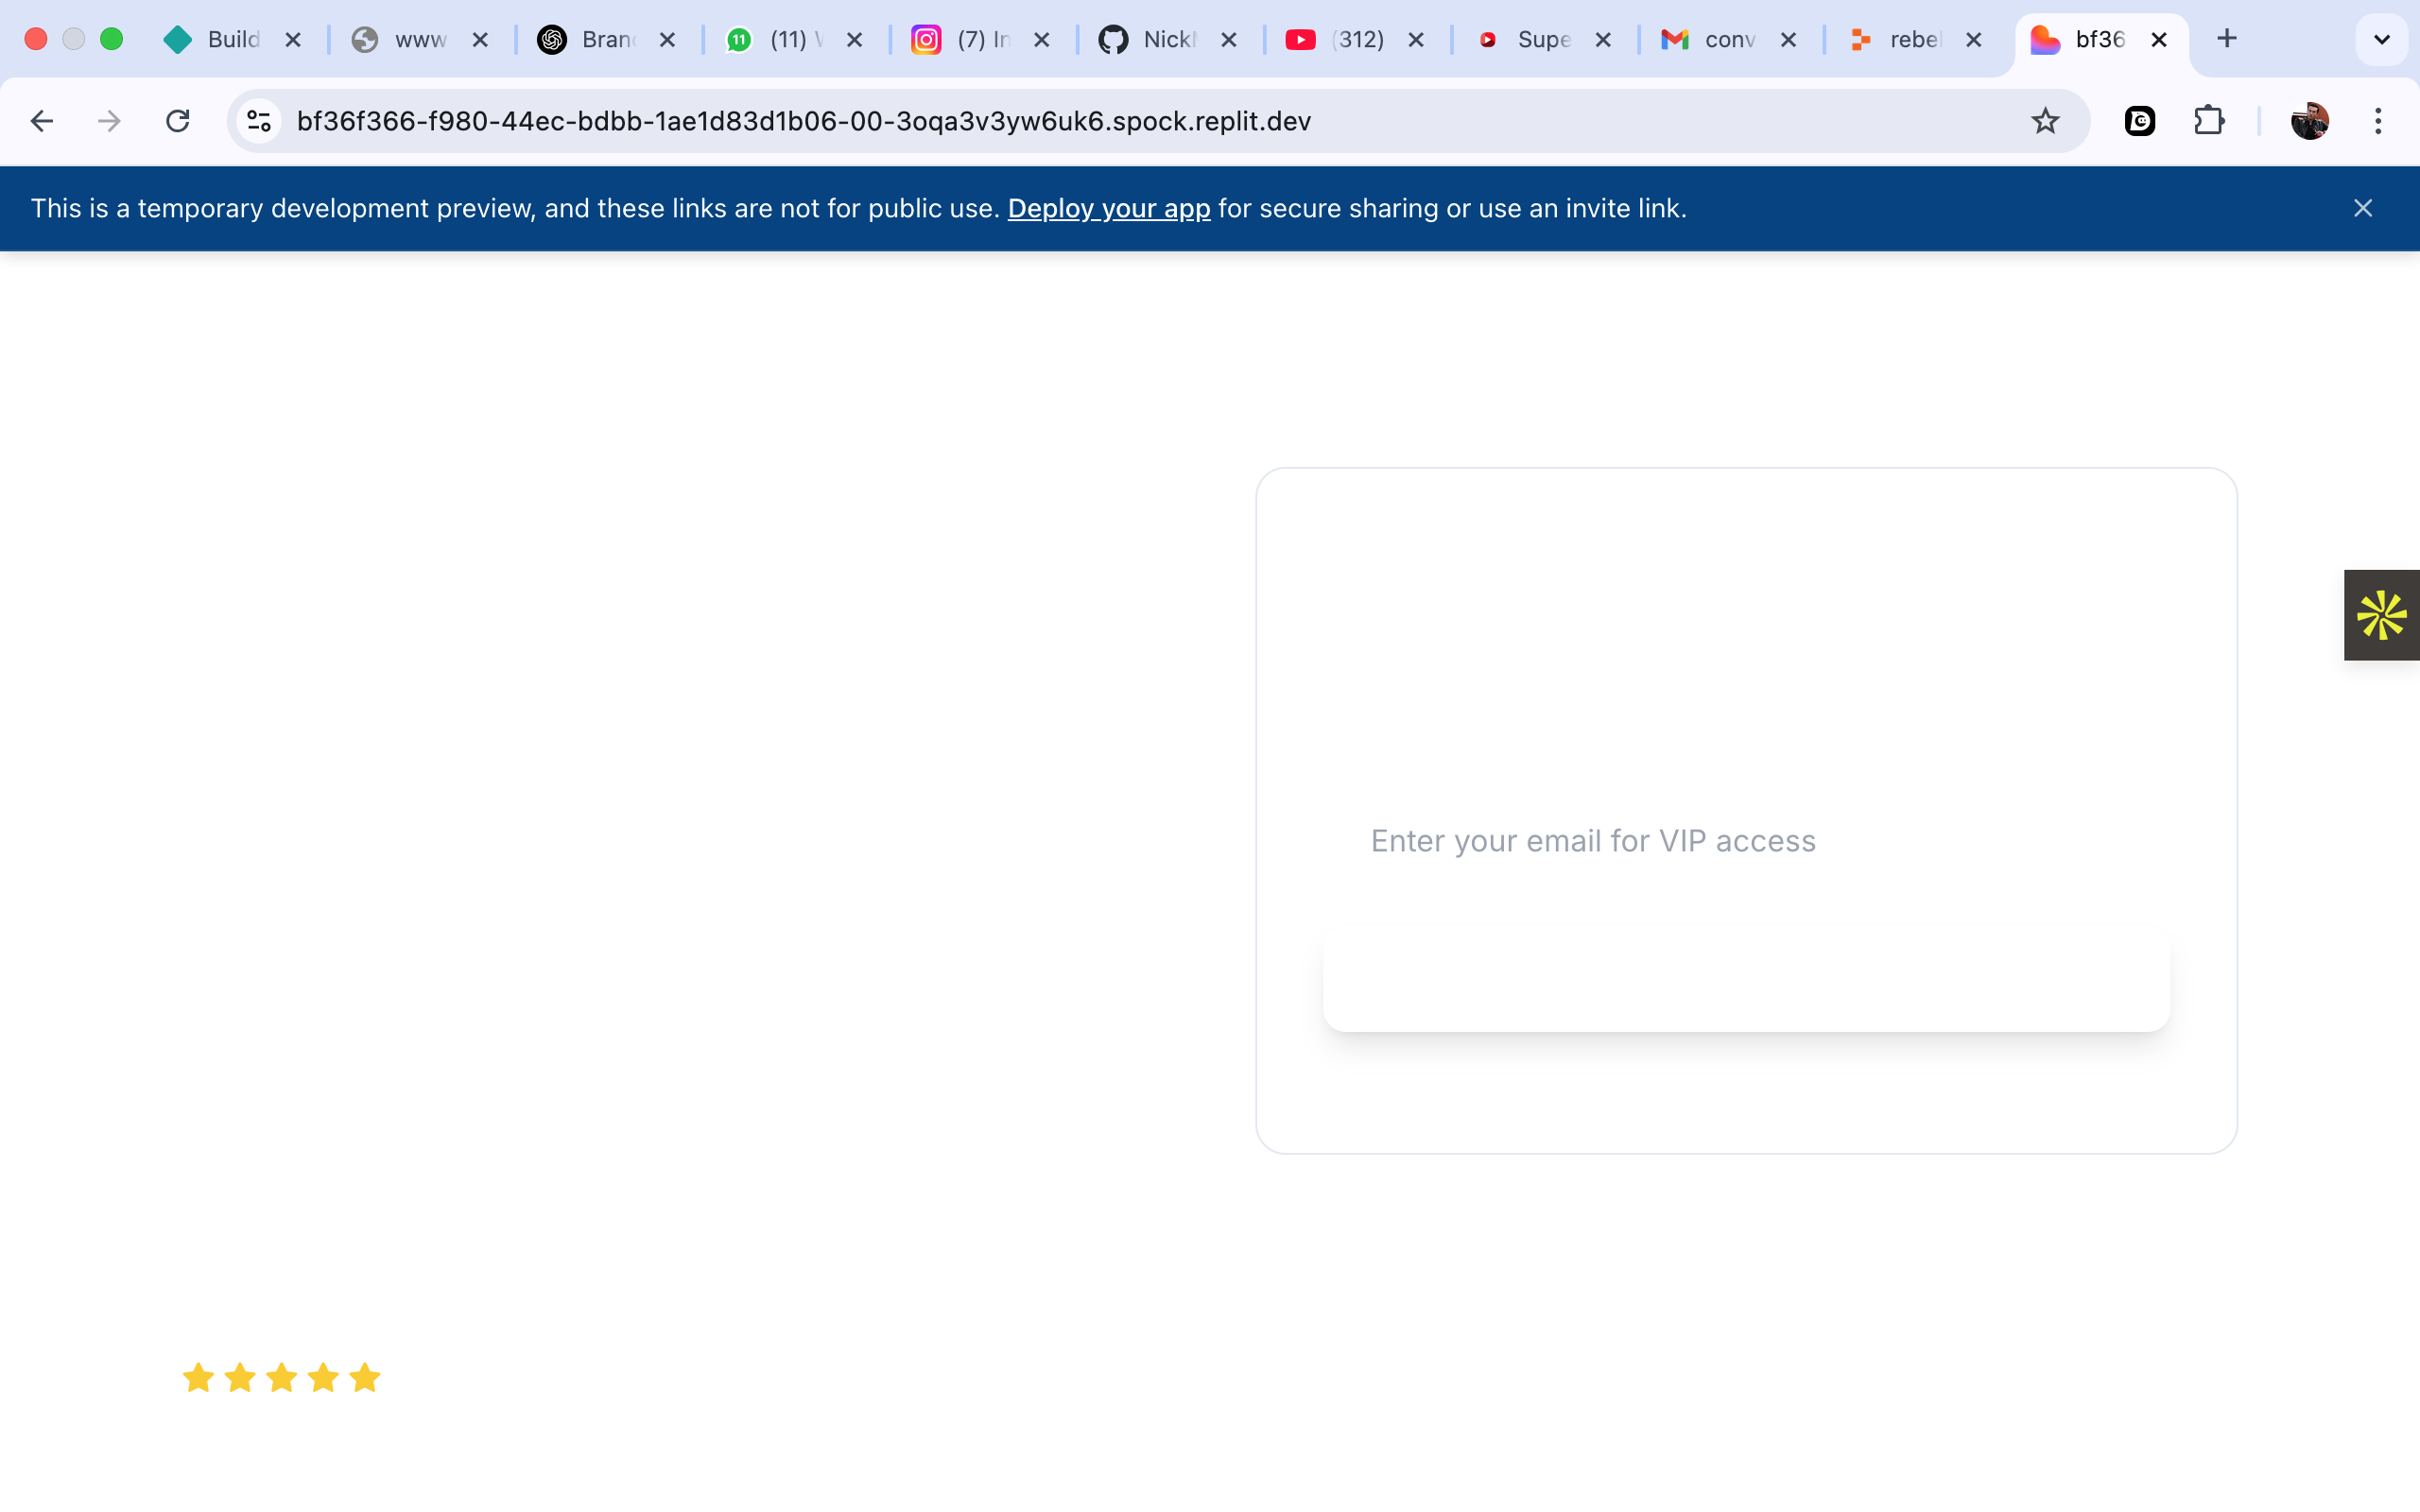 Build
www
Bran
(11)
(7) In
Nick
(312)
Supe
conv
rebel
bf36
bf36f366-f980-44ec-bdbb-1ae1d83d1b06-00-3oqa3v3yw6uk6.spock.replit.dev
This is a temporary development preview, and these links are not for public use. Deploy your app for secure sharing or use an invite link.
Enter your email for VIP access